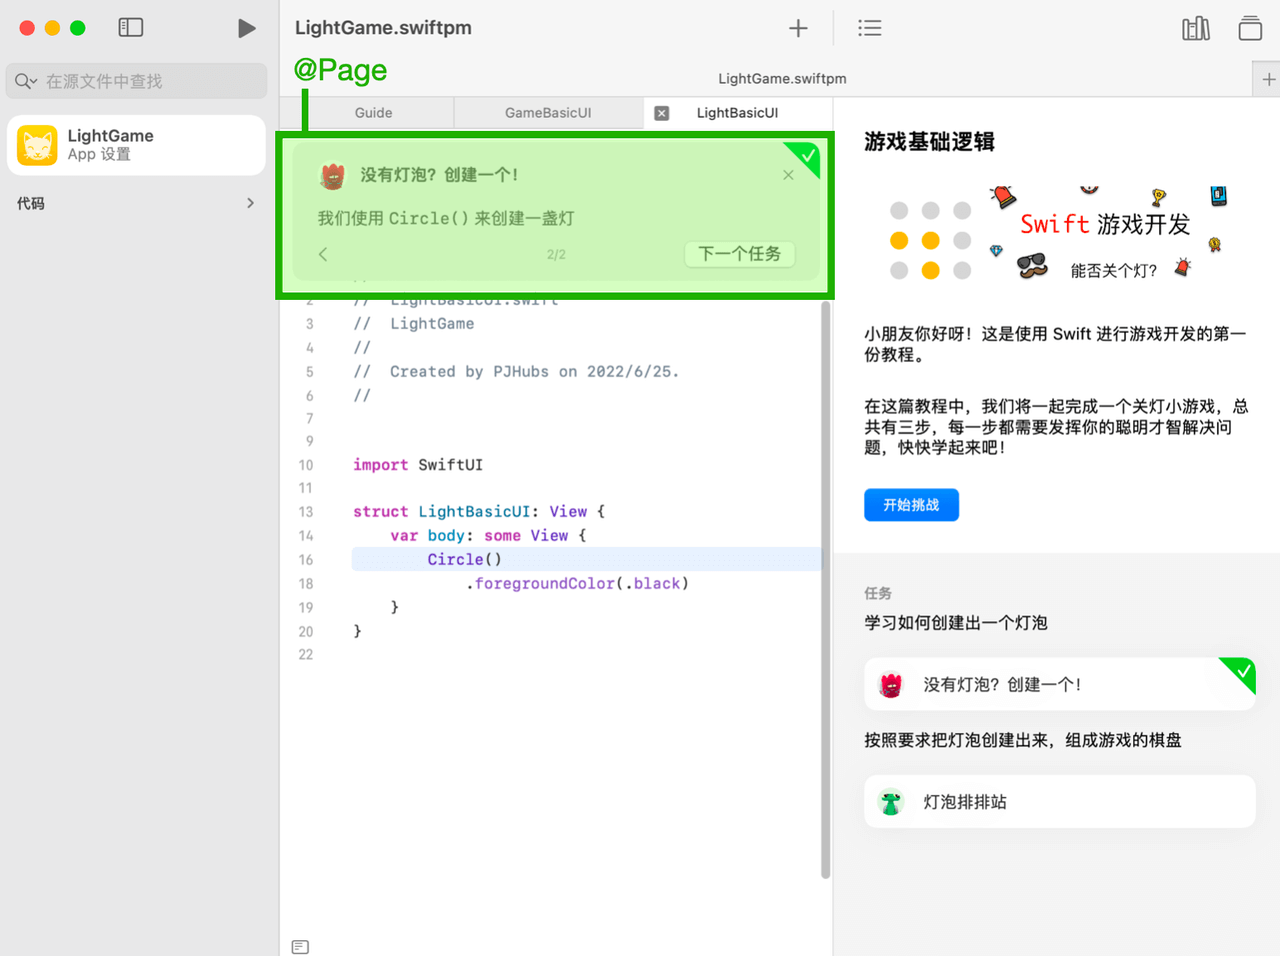 LightGame.swiftpm
@Page
LightGame.swiftpm
在源文件中查找
LightGame
App 设置
代码
Guide
GameBasicUI
LightBasicUI
没有灯泡？创建一个！
我们使用 Circle() 来创建一盏灯
2/2
下一个任务
2 // LightBasicUI.swift
3 // LightGame
4 //
5 // Created by PJHubs on 2022/6/25.
6 //
7
9
10 import SwiftUI
11
13 struct LightBasicUI: View {
14 var body: some View {
16 Circle()
18 .foregroundColor(.black)
19 }
20 }
22
游戏基础逻辑
Swift 游戏开发
能否关个灯？
小朋友你好呀！这是使用 Swift 进行游戏开发的第一
份教程。
在这篇教程中，我们将一起完成一个关灯小游戏，总
共有三步，每一步都需要发挥你的聪明才智解决问
题，快快学起来吧！
开始挑战
任务
学习如何创建出一个灯泡
没有灯泡？创建一个！
按照要求把灯泡创建出来，组成游戏的棋盘
灯泡排排站